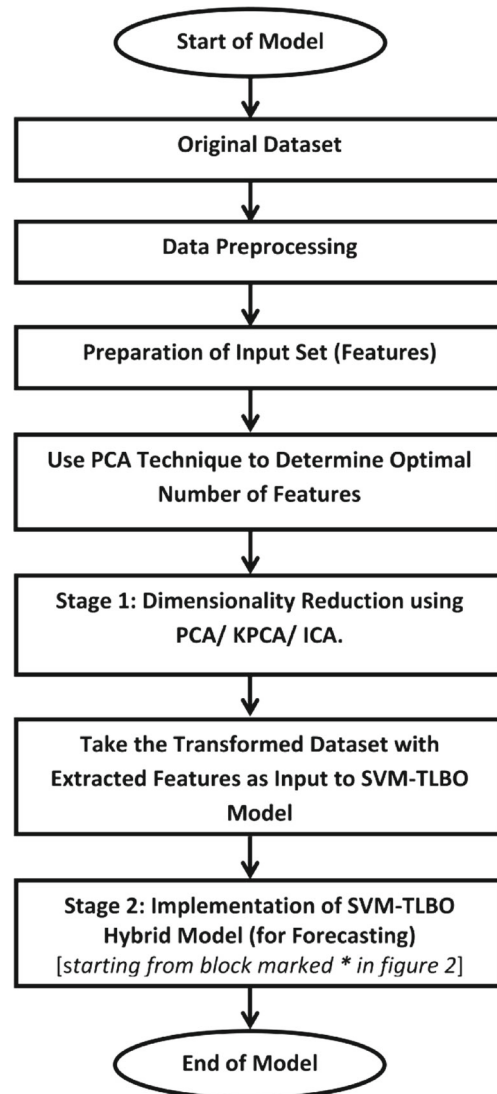 Start of Model
Original Dataset
Data Preprocessing
Preparation of Input Set (Features)
Use PCA Technique to Determine Optimal
Number of Features
Stage 1: Dimensionality Reduction using
PCA/ KPCA/ ICA.
Take the Transformed Dataset with
Extracted Features as Input to SVM-TLBO
Model
Stage 2: Implementation of SVM-TLBO
Hybrid Model (for Forecasting)
[starting from block marked * in figure 2]
End of Model